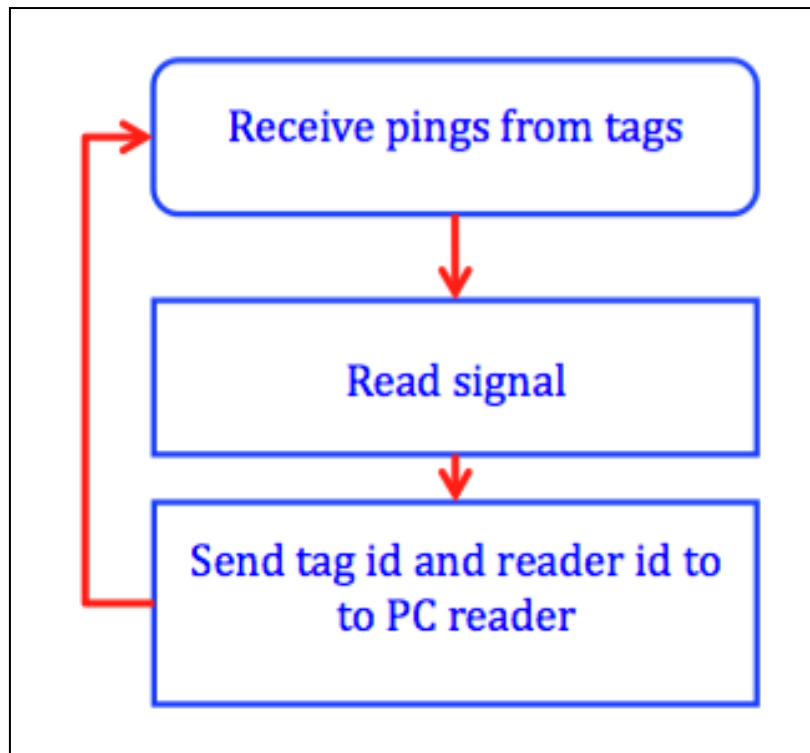 Receive pings from tags
Read signal
Send tag id and reader id to
to PC reader